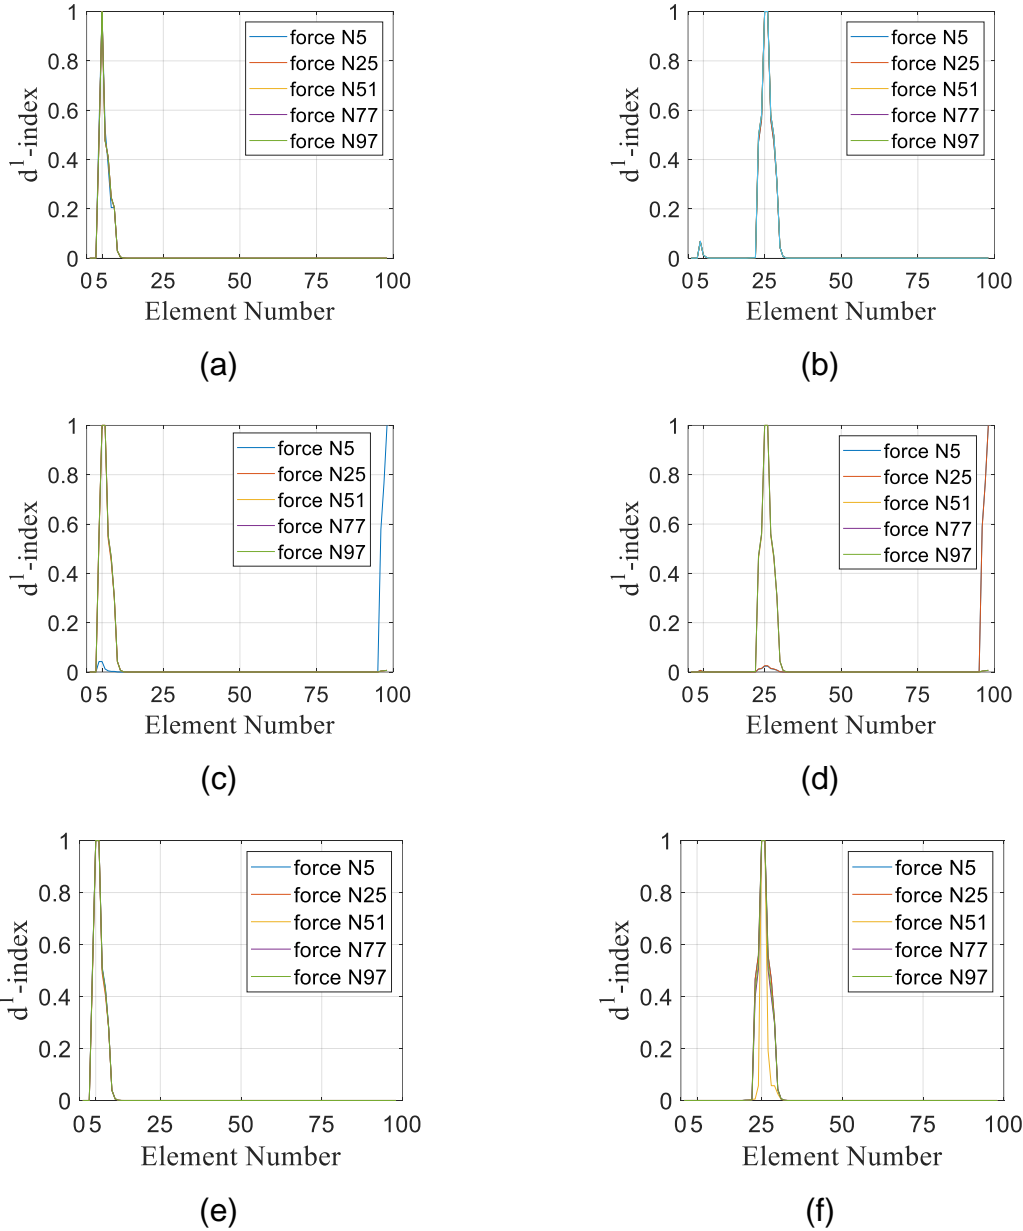 1
0.8
0.6
0.4
0.2
0
d¹-index
force N5
force N25
force N51
force N77
force N97
0 5 25 50 75 100
Element Number
(a)
1
0.8
0.6
0.4
0.2
0
d¹-index
force N5
force N25
force N51
force N77
force N97
0 5 25 50 75 100
Element Number
(b)
1
0.8
0.6
0.4
0.2
0
d¹-index
force N5
force N25
force N51
force N77
force N97
0 5 25 50 75 100
Element Number
(c)
1
0.8
0.6
0.4
0.2
0
d¹-index
force N5
force N25
force N51
force N77
force N97
0 5 25 50 75 100
Element Number
(d)
1
0.8
0.6
0.4
0.2
0
d¹-index
force N5
force N25
force N51
force N77
force N97
0 5 25 50 75 100
Element Number
(e)
1
0.8
0.6
0.4
0.2
0
d¹-index
force N5
force N25
force N51
force N77
force N97
0 5 25 50 75 100
Element Number
(f)